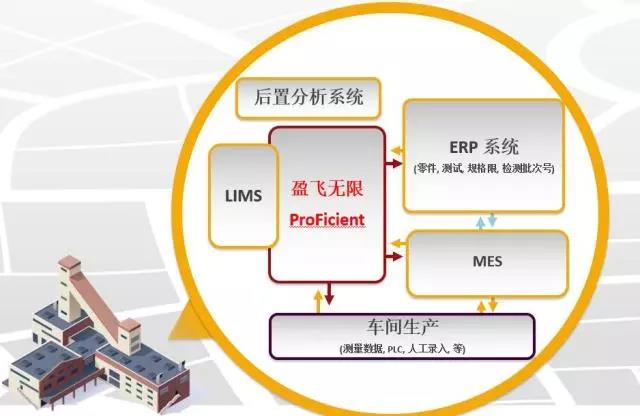 后置分析系统
ERP 系统
(零件, 测试, 规格限, 检测批次号)
LIMS
盈飞无限
ProFicient
MES
车间生产
(测量数据, PLC, 人工录入, 等)